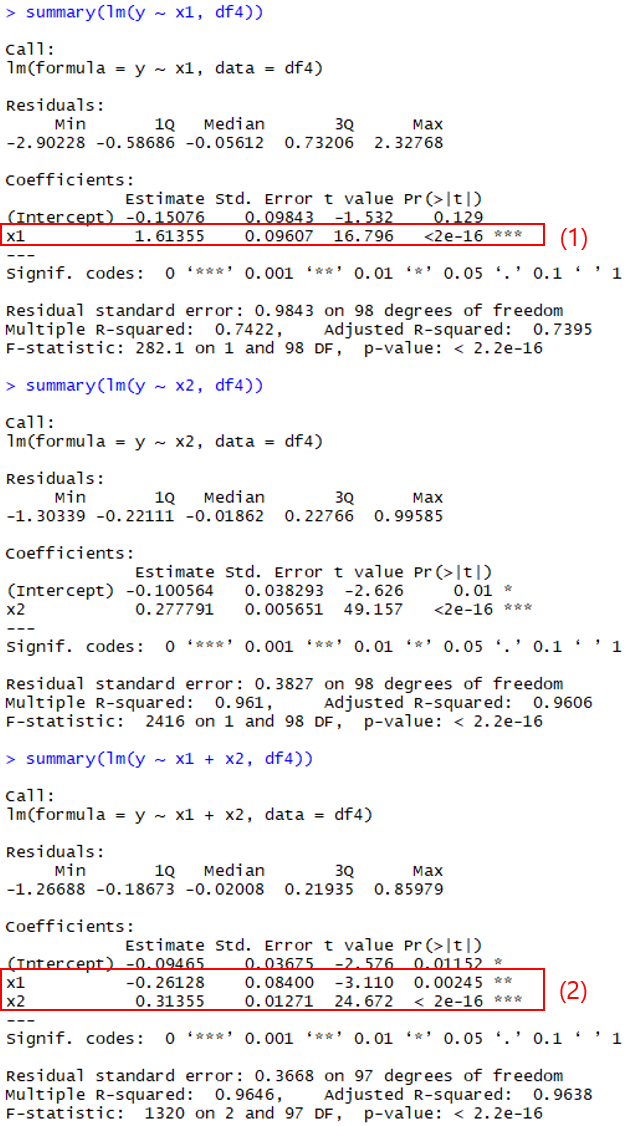 > summary(lm(y ~ x1, df4))
Call:
lm(formula = y ~ x1, data = df4)
Residuals:
     Min       1Q   Median       3Q      Max
-2.90228 -0.58686 -0.05612  0.73206  2.32768
Coefficients:
            Estimate Std. Error t value Pr(>|t|)
(Intercept) -0.15076    0.09843  -1.532    0.129
x1           1.61355    0.09607  16.796   <2e-16 *** (1)
---
Signif. codes:  0 ‘***’ 0.001 ‘**’ 0.01 ‘*’ 0.05 ‘.’ 0.1 ‘ ’ 1
Residual standard error: 0.9843 on 98 degrees of freedom
Multiple R-squared:  0.7422,    Adjusted R-squared:  0.7395
F-statistic: 282.1 on 1 and 98 DF,  p-value: < 2.2e-16
> summary(lm(y ~ x2, df4))
Call:
lm(formula = y ~ x2, data = df4)
Residuals:
     Min       1Q   Median       3Q      Max
-1.30339 -0.22111 -0.01862  0.22766  0.99585
Coefficients:
             Estimate Std. Error t value Pr(>|t|)
(Intercept) -0.100564   0.038293  -2.626     0.01 *
x2           0.277791   0.005651  49.157   <2e-16 ***
---
Signif. codes:  0 ‘***’ 0.001 ‘**’ 0.01 ‘*’ 0.05 ‘.’ 0.1 ‘ ’ 1
Residual standard error: 0.3827 on 98 degrees of freedom
Multiple R-squared:  0.961,     Adjusted R-squared:  0.9606
F-statistic:  2416 on 1 and 98 DF,  p-value: < 2.2e-16
> summary(lm(y ~ x1 + x2, df4))
Call:
lm(formula = y ~ x1 + x2, data = df4)
Residuals:
     Min       1Q   Median       3Q      Max
-1.26688 -0.18673 -0.02008  0.21935  0.85979
Coefficients:
            Estimate Std. Error t value Pr(>|t|)
(Intercept) -0.09465    0.03675  -2.576  0.01152 *
x1          -0.26128    0.08400  -3.110  0.00245 **
x2           0.31355    0.01271  24.672  < 2e-16 *** (2)
---
Signif. codes:  0 ‘***’ 0.001 ‘**’ 0.01 ‘*’ 0.05 ‘.’ 0.1 ‘ ’ 1
Residual standard error: 0.3668 on 97 degrees of freedom
Multiple R-squared:  0.9646,    Adjusted R-squared:  0.9638
F-statistic:  1320 on 2 and 97 DF,  p-value: < 2.2e-16